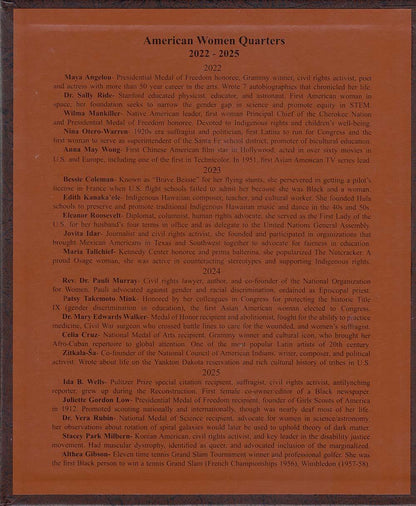 American Women Quarters
2022 - 2025
2022
Maya Angelou- Presidential Medal of Freedom honoree, Grammy winner, civil rights activist, poet
and actress with more than 50 year career in the arts. Wrote 7 autobiographies that chronicled her life.
Dr. Sally Ride- Stanford educated physicist, educator, and astronaut. First American woman in
space, her foundation seeks to narrow the gender gap in science and promote equity in STEM.
Wilma Mankiller- Native American leader, first woman Principal Chief of the Cherokee Nation
and Presidential Medal of Freedom honoree. Devoted to Indigenous rights and children's well-being.
Nina Otero-Warren- 1920s era suffragist and politician, first Latina to run for Congress and the
first woman to serve as superintendent of the Santa Fe school district, promoter of bicultural education.
Anna May Wong- First Chinese American film star in Hollywood; acted in over sixty movies in
U.S. and Europe, including one of the first in Technicolor. In 1951, first Asian American TV series lead.
2023
Bessie Coleman- Known as "Brave Bessie" for her flying stunts, she persevered in getting a pilot's
license in France when U.S. flight schools failed to admit her because she was Black and a woman.
Edith Kanaka'ole- Indigenous Hawaiian composer, teacher, and cultural worker. She founded Hula
schools to preserve and promote traditional Indigenous Hawaiian music and dance in the 40s and 50s.
Eleanor Roosevelt- Diplomat, columnist, human rights advocate, she served as the First Lady of the
U.S. for her husband's four terms in office and as delegate to the United Nations General Assembly.
Jovita Idar- Journalist and civil rights activist, she founded and participated in organizations that
brought Mexican Americans in Texas and Southwest together to advocate for fairness in education.
Maria Tallchief- Kennedy Center honoree and prima ballerina, she popularized The Nutcracker. A
proud Osage woman, she was active in counteracting stereotypes and supporting Indigenous rights.
2024
Rev. Dr. Pauli Murray- Civil rights lawyer, author, and co-founder of the National Organization
for Women. Pauli advocated against gender and racial discrimination, ordained as Episcopal priest.
Patsy Takemoto Mink- Honored by her colleagues in Congress for protecting the historic Title
IX (gender discrimination in education), the first Asian American woman elected to Congress.
Dr. Mary Edwards Walker- Medal of Honor recipient and abolitionist, fought for the ability to practice
medicine, Civil War surgeon who crossed battle lines to care for the wounded, and women's suffragist.
Celia Cruz- National Medal of Arts recipient, Grammy winner and cultural icon, who brought her
Afro-Cuban repertoire to global attention. One of the most popular Latin artists of 20th century.
Zitkala-Ša- Co-founder of the National Council of American Indians, writer, composer, and political
activist. Wrote about life on the Yankton Dakota reservation and rich cultural history of tribes in U.S.
2025
Ida B. Wells- Pulitzer Prize special citation recipient, suffragist, civil rights activist, antilynching
reporter, grew up during the Reconstruction. First female co-owner/editor of a Black newspaper.
Juliette Gordon Low- Presidential Medal of Freedom recipient, founder of Girls Scouts of America
in 1912. Promoted scouting nationally and internationally, though was nearly deaf most of her life.
Dr. Vera Rubin- National Medal of Science recipient, advocate for women in science/astronomy,
her observations about rotation of spiral galaxies would later be used to uphold theory of dark matter.
Stacey Park Milbern- Korean American, civil rights activist, and key leader in the disability justice
movement. Had muscular dystrophy, identified as queer, and advocated inclusion of the marginalized.
Althea Gibson- Eleven time tennis Grand Slam Tournament winner and professional golfer. She was
the first Black person to win a tennis Grand Slam (French Championships 1956), Wimbledon (1957-58).